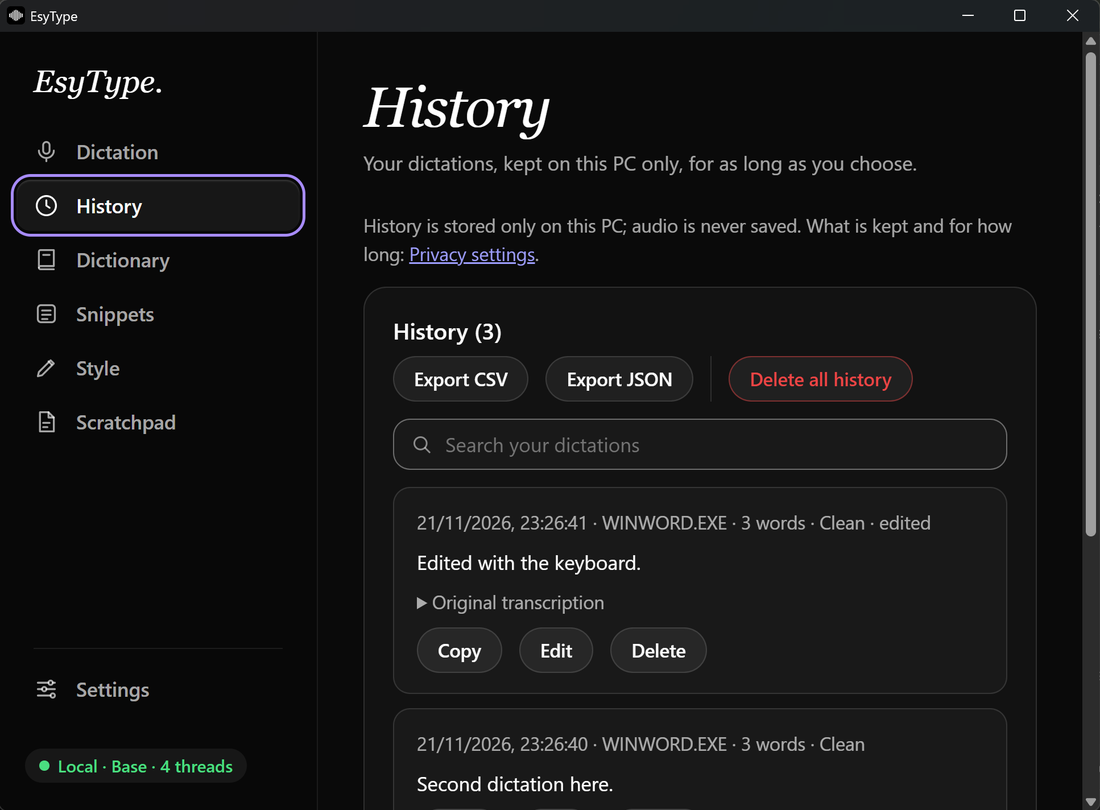 EsyType
EsyType.
Dictation
History
Dictionary
Snippets
Style
Scratchpad
Settings
Local · Base · 4 threads
History
Your dictations, kept on this PC only, for as long as you choose.
History is stored only on this PC; audio is never saved. What is kept and for how
long: Privacy settings.
History (3)
Export CSV Export JSON Delete all history
Search your dictations
21/11/2026, 23:26:41 · WINWORD.EXE · 3 words · Clean · edited
Edited with the keyboard.
Original transcription
Copy Edit Delete
21/11/2026, 23:26:40 · WINWORD.EXE · 3 words · Clean
Second dictation here.